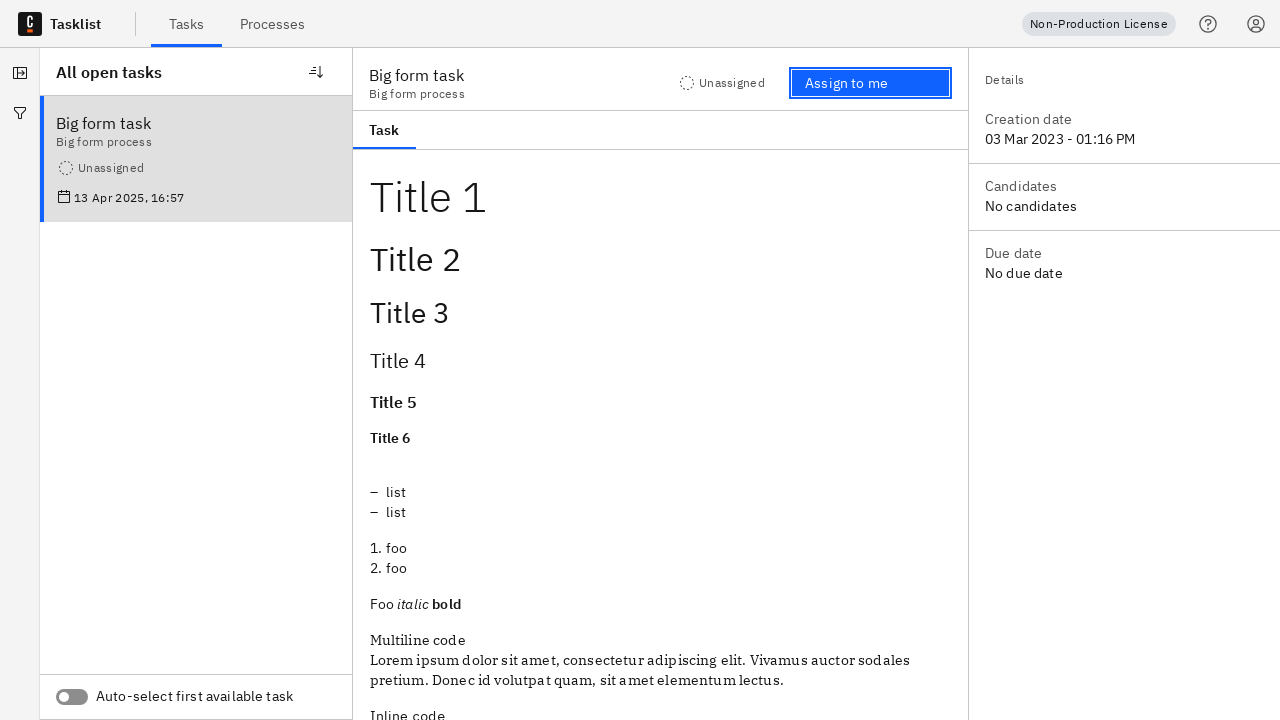 Tasklist
Tasks
Processes
Non-Production License
All open tasks
Big form task
Big form process
Unassigned
13 Apr 2025, 16:57
Auto-select first available task
Big form task
Big form process
Unassigned
Assign to me
Task
Title 1
Title 2
Title 3
Title 4
Title 5
Title 6
– list
– list
1. foo
2. foo
Foo italic bold
Multiline code
Lorem ipsum dolor sit amet, consectetur adipiscing elit. Vivamus auctor sodales
pretium. Donec id volutpat quam, sit amet elementum lectus.
Inline code
Details
Creation date
03 Mar 2023 - 01:16 PM
Candidates
No candidates
Due date
No due date